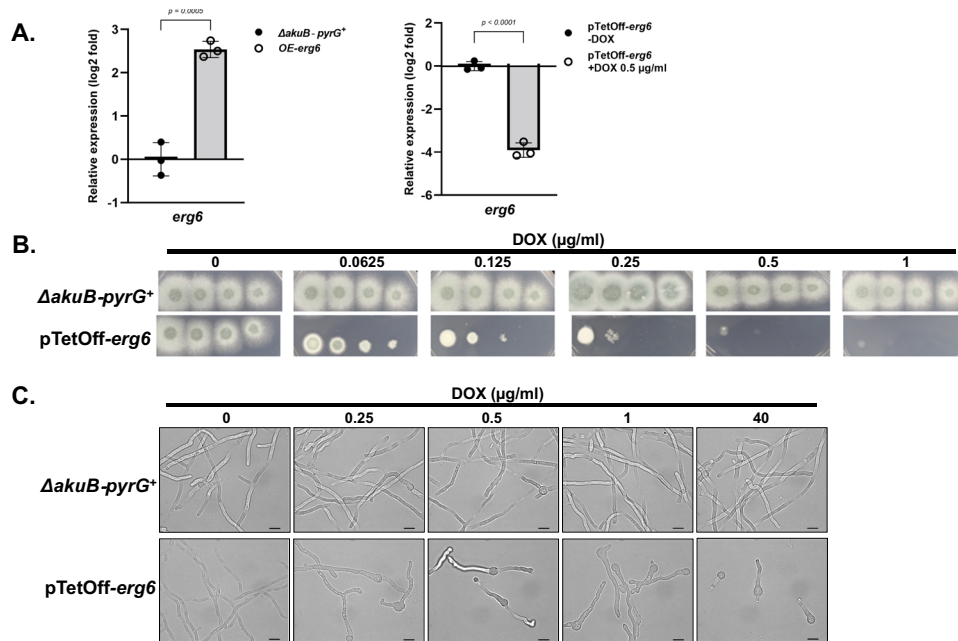 A.
p = 0.0005
Relative expression (log2 fold)
3
2
1
0
-1
erg6
ΔakuB- pyrG⁺
OE-erg6
p < 0.0001
Relative expression (log2 fold)
2
0
-2
-4
-6
erg6
pTetOff-erg6
-DOX
pTetOff-erg6
+DOX 0.5 µg/ml
B.
DOX (µg/ml)
0 0.0625 0.125 0.25 0.5 1
ΔakuB-pyrG⁺
pTetOff-erg6
C.
DOX (µg/ml)
0 0.25 0.5 1 40
ΔakuB-pyrG⁺
pTetOff-erg6